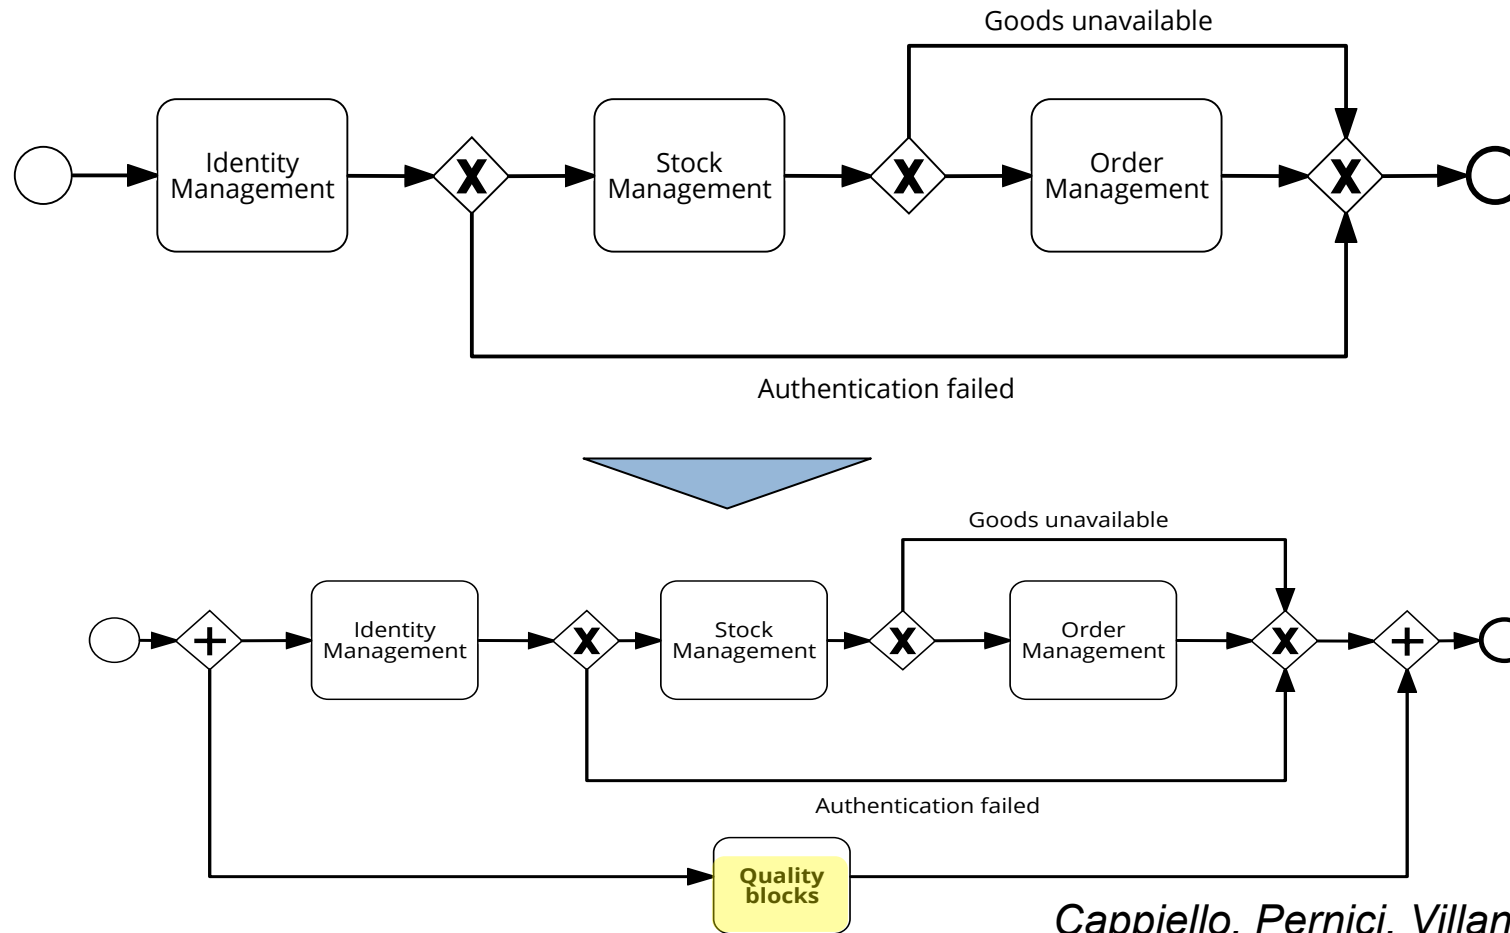 Goods unavailable
Identity
Management
X
Stock
Management
X
Order
Management
X
Authentication failed
Goods unavailable
+
Identity
Management
X
Stock
Management
X
Order
Management
X
+
Authentication failed
Quality
blocks
Cappiello, Pernici,